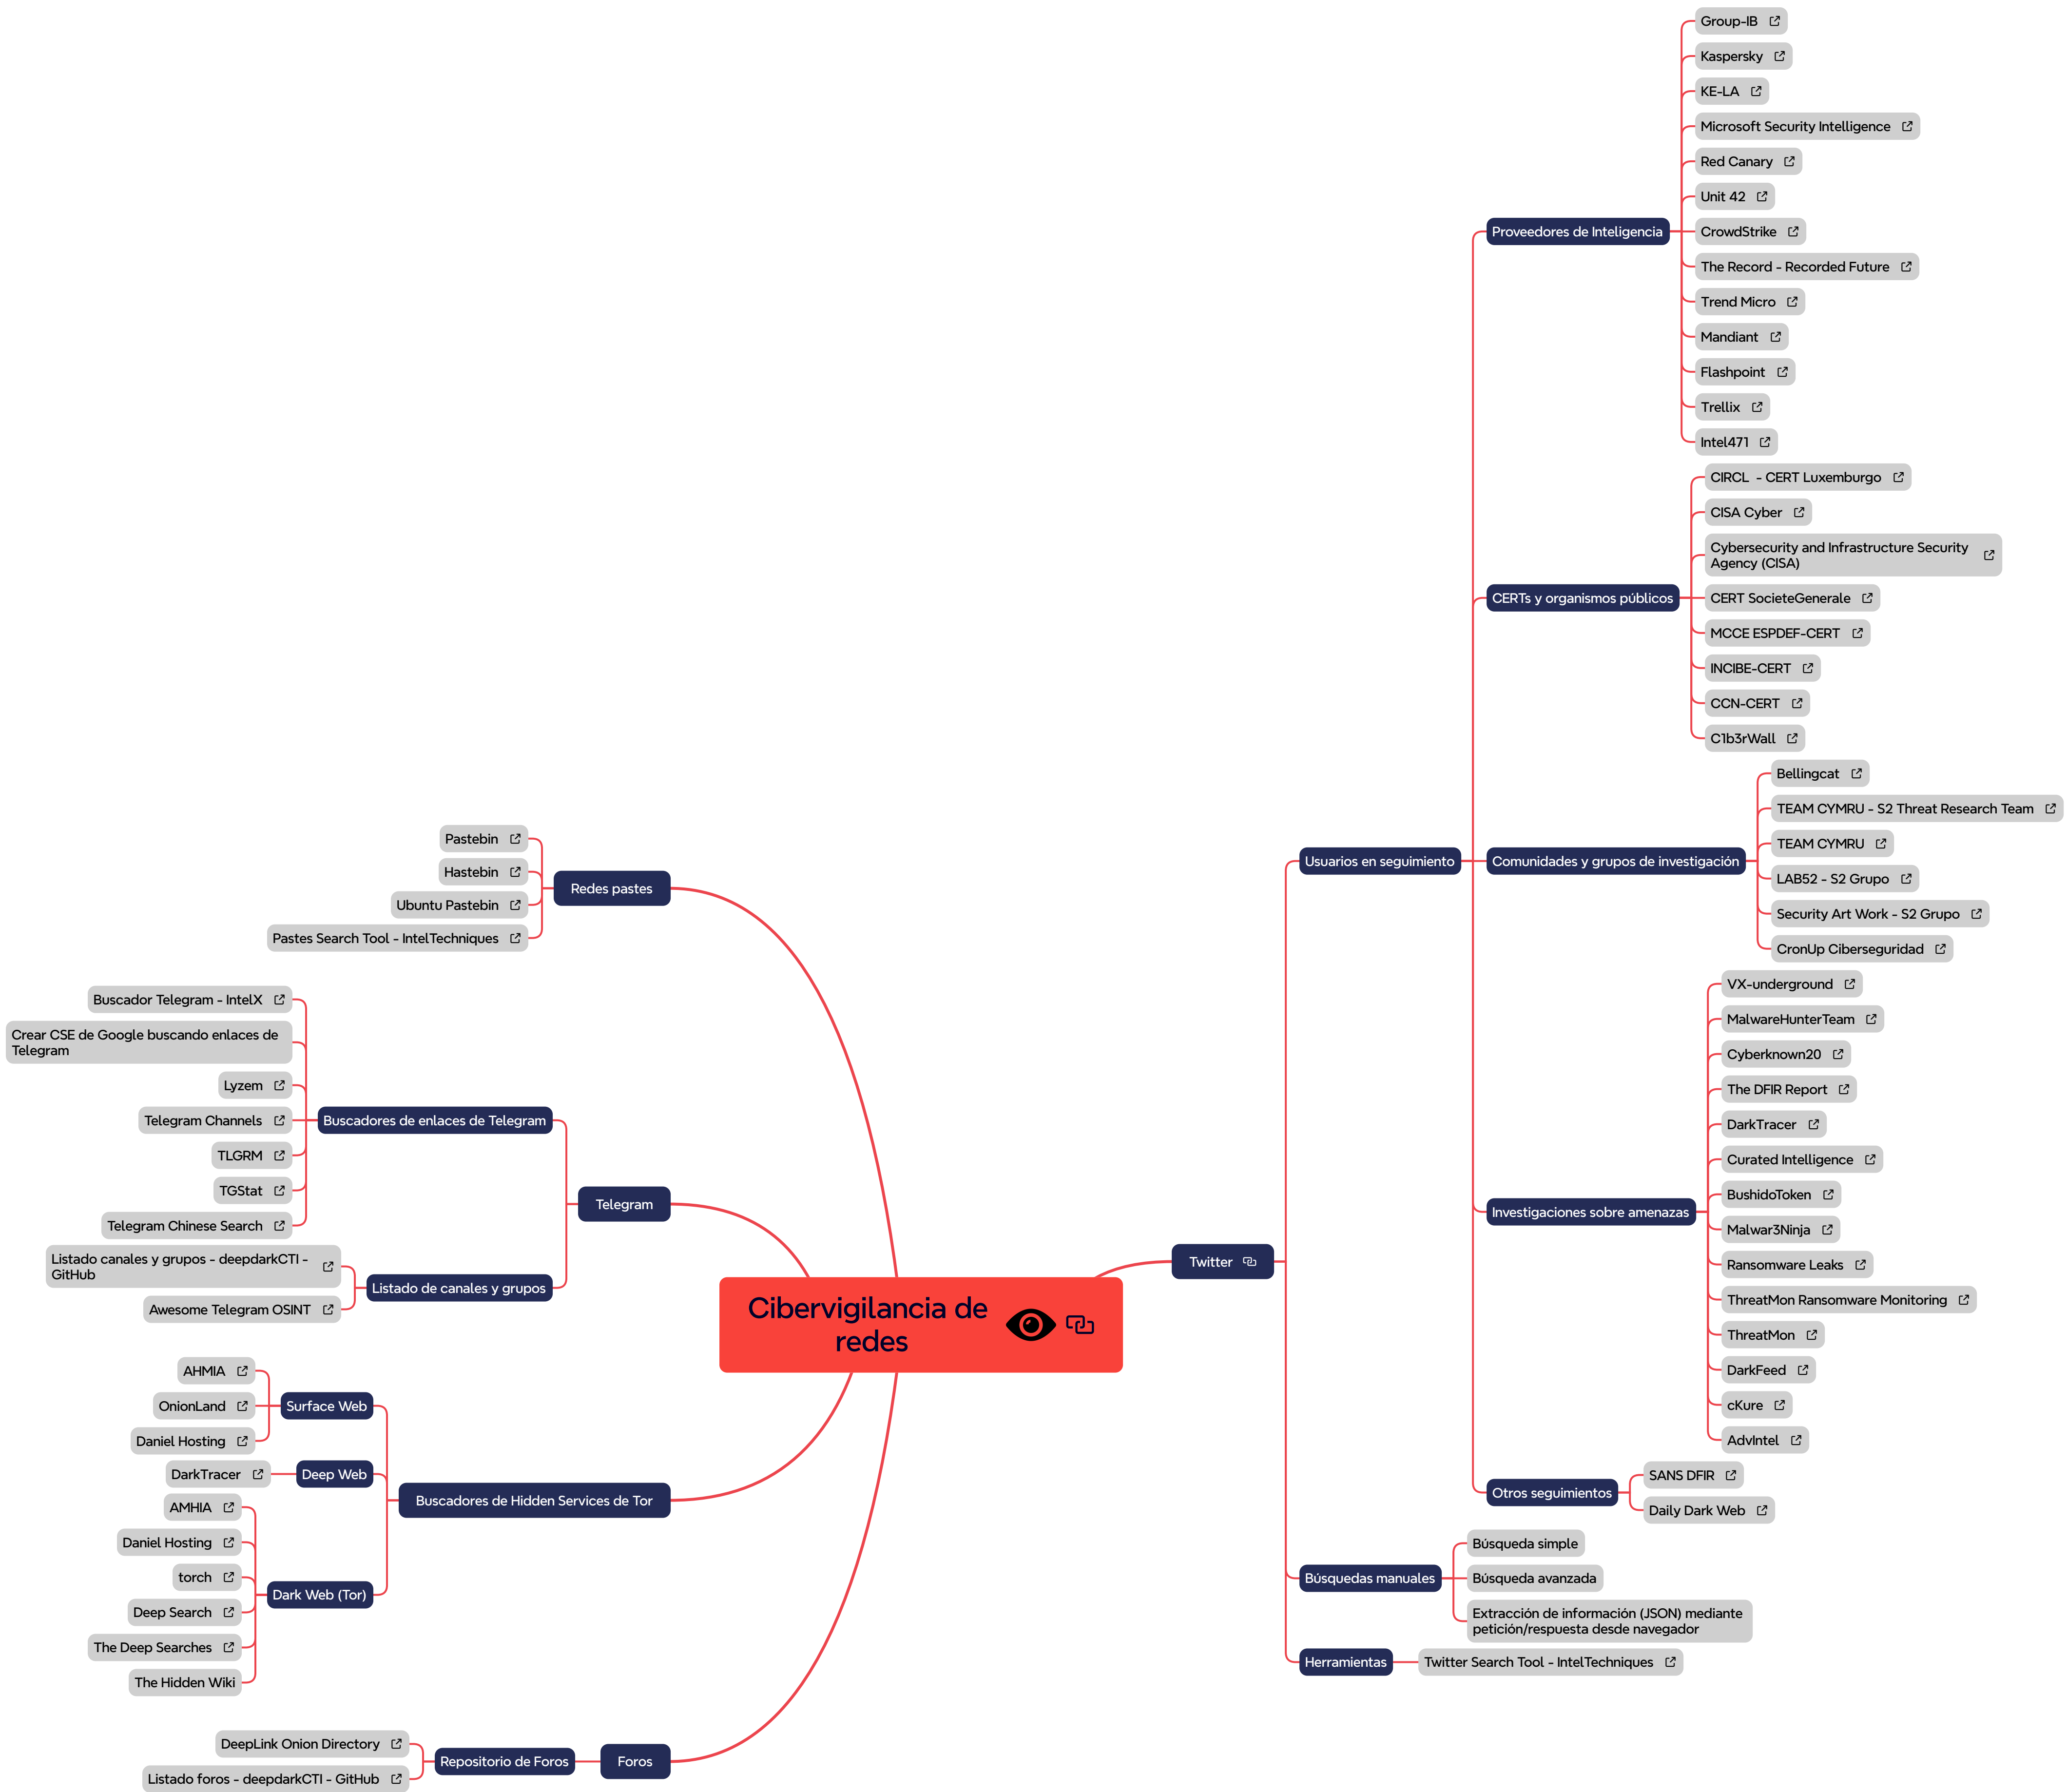 Cibervigilancia de
redes
Redes pastes
Pastebin
Hastebin
Ubuntu Pastebin
Pastes Search Tool - IntelTechniques
Telegram
Buscadores de enlaces de Telegram
Buscador Telegram - IntelX
Crear CSE de Google buscando enlaces de
Telegram
Lyzem
Telegram Channels
TLGRM
TGStat
Telegram Chinese Search
Listado de canales y grupos
Listado canales y grupos - deepdarkCTI -
GitHub
Awesome Telegram OSINT
Buscadores de Hidden Services de Tor
Surface Web
AHMIA
OnionLand
Daniel Hosting
Deep Web
DarkTracer
Dark Web (Tor)
AMHIA
Daniel Hosting
torch
Deep Search
The Deep Searches
The Hidden Wiki
Foros
Repositorio de Foros
DeepLink Onion Directory
Listado foros - deepdarkCTI - GitHub
Twitter
Usuarios en seguimiento
Proveedores de Inteligencia
Group-IB
Kaspersky
KE-LA
Microsoft Security Intelligence
Red Canary
Unit 42
CrowdStrike
The Record - Recorded Future
Trend Micro
Mandiant
Flashpoint
Trellix
Intel471
CERTs y organismos públicos
CIRCL - CERT Luxemburgo
CISA Cyber
Cybersecurity and Infrastructure Security
Agency (CISA)
CERT SocieteGenerale
MCCE ESPDEF-CERT
INCIBE-CERT
CCN-CERT
C1b3rWall
Comunidades y grupos de investigación
Bellingcat
TEAM CYMRU - S2 Threat Research Team
TEAM CYMRU
LAB52 - S2 Grupo
Security Art Work - S2 Grupo
CronUp Ciberseguridad
Investigaciones sobre amenazas
VX-underground
MalwareHunterTeam
Cyberknown20
The DFIR Report
DarkTracer
Curated Intelligence
BushidoToken
Malwar3Ninja
Ransomware Leaks
ThreatMon Ransomware Monitoring
ThreatMon
DarkFeed
cKure
AdvIntel
Otros seguimientos
SANS DFIR
Daily Dark Web
Búsquedas manuales
Búsqueda simple
Búsqueda avanzada
Extracción de información (JSON) mediante
petición/respuesta desde navegador
Herramientas
Twitter Search Tool - IntelTechniques